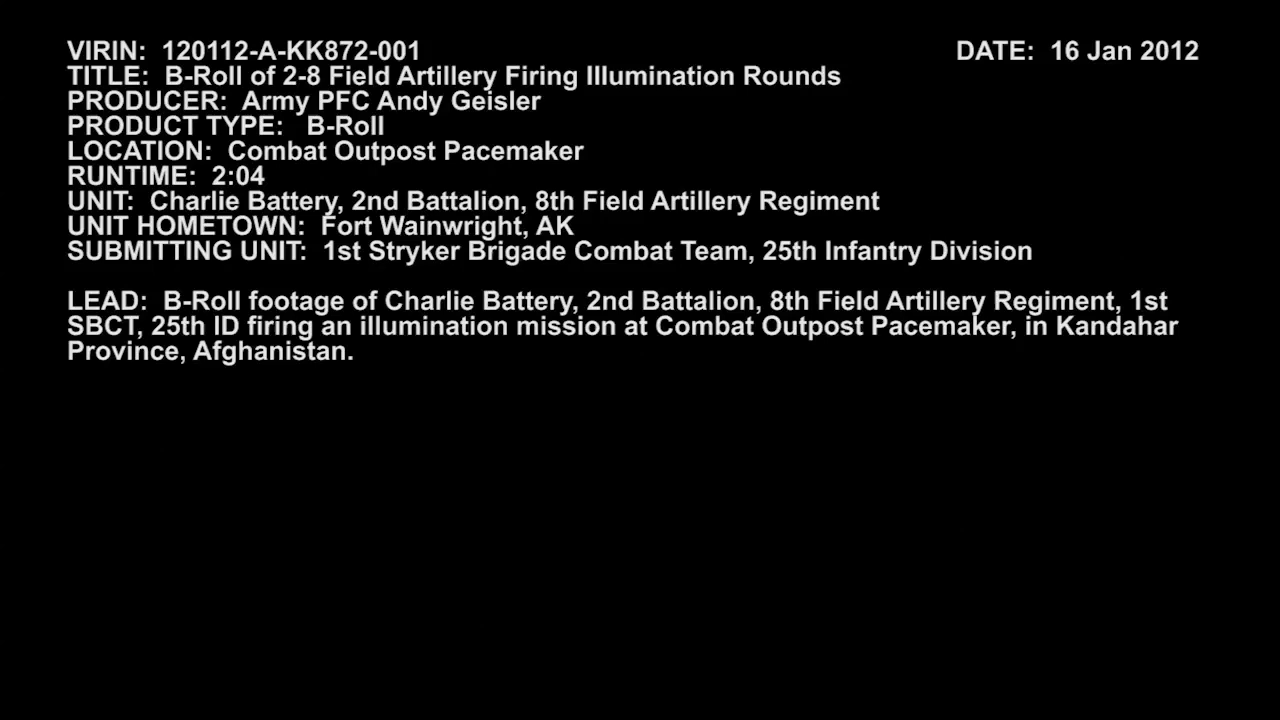 VIRIN:  120112-A-KK872-001    DATE:  16 Jan 2012
TITLE:  B-Roll of 2-8 Field Artillery Firing Illumination Rounds
PRODUCER:  Army PFC Andy Geisler
PRODUCT TYPE:   B-Roll
LOCATION:  Combat Outpost Pacemaker
RUNTIME:  2:04
UNIT:  Charlie Battery, 2nd Battalion, 8th Field Artillery Regiment
UNIT HOMETOWN:  Fort Wainwright, AK
SUBMITTING UNIT:  1st Stryker Brigade Combat Team, 25th Infantry Division
LEAD:  B-Roll footage of Charlie Battery, 2nd Battalion, 8th Field Artillery Regiment, 1st
SBCT, 25th ID firing an illumination mission at Combat Outpost Pacemaker, in Kandahar
Province, Afghanistan.